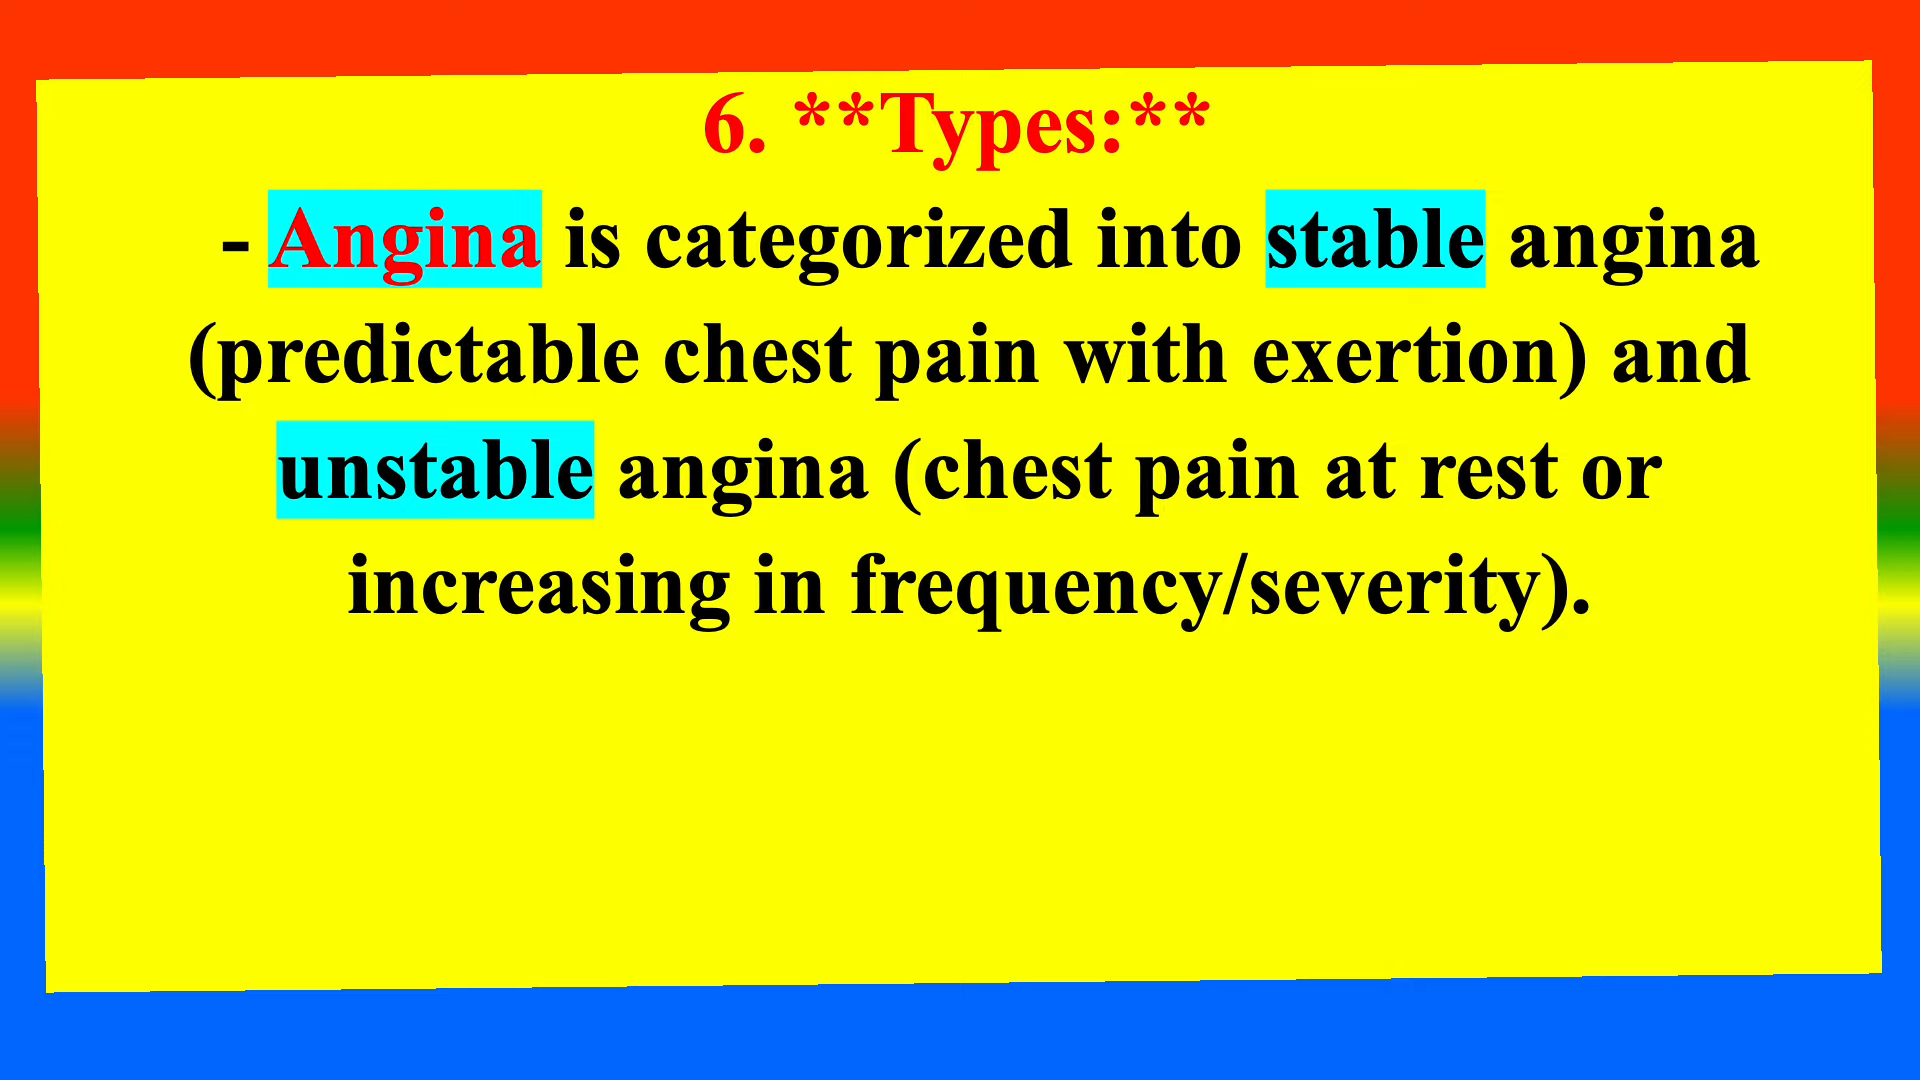 6. **Types:**
- Angina is categorized into stable angina
(predictable chest pain with exertion) and
unstable angina (chest pain at rest or
increasing in frequency/severity).